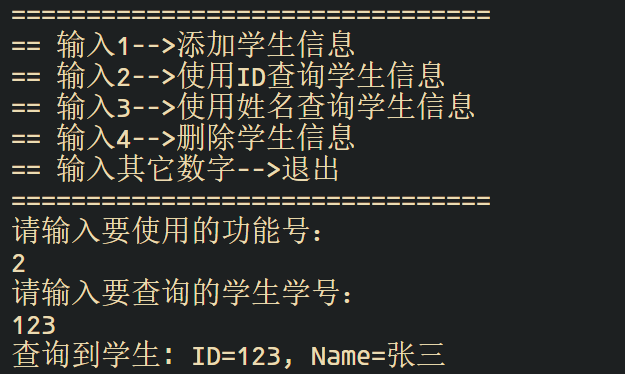 ================================
== 输入1-->添加学生信息
== 输入2-->使用ID查询学生信息
== 输入3-->使用姓名查询学生信息
== 输入4-->删除学生信息
== 输入其它数字-->退出
================================
请输入要使用的功能号:
2
请输入要查询的学生学号:
123
查询到学生: ID=123, Name=张三